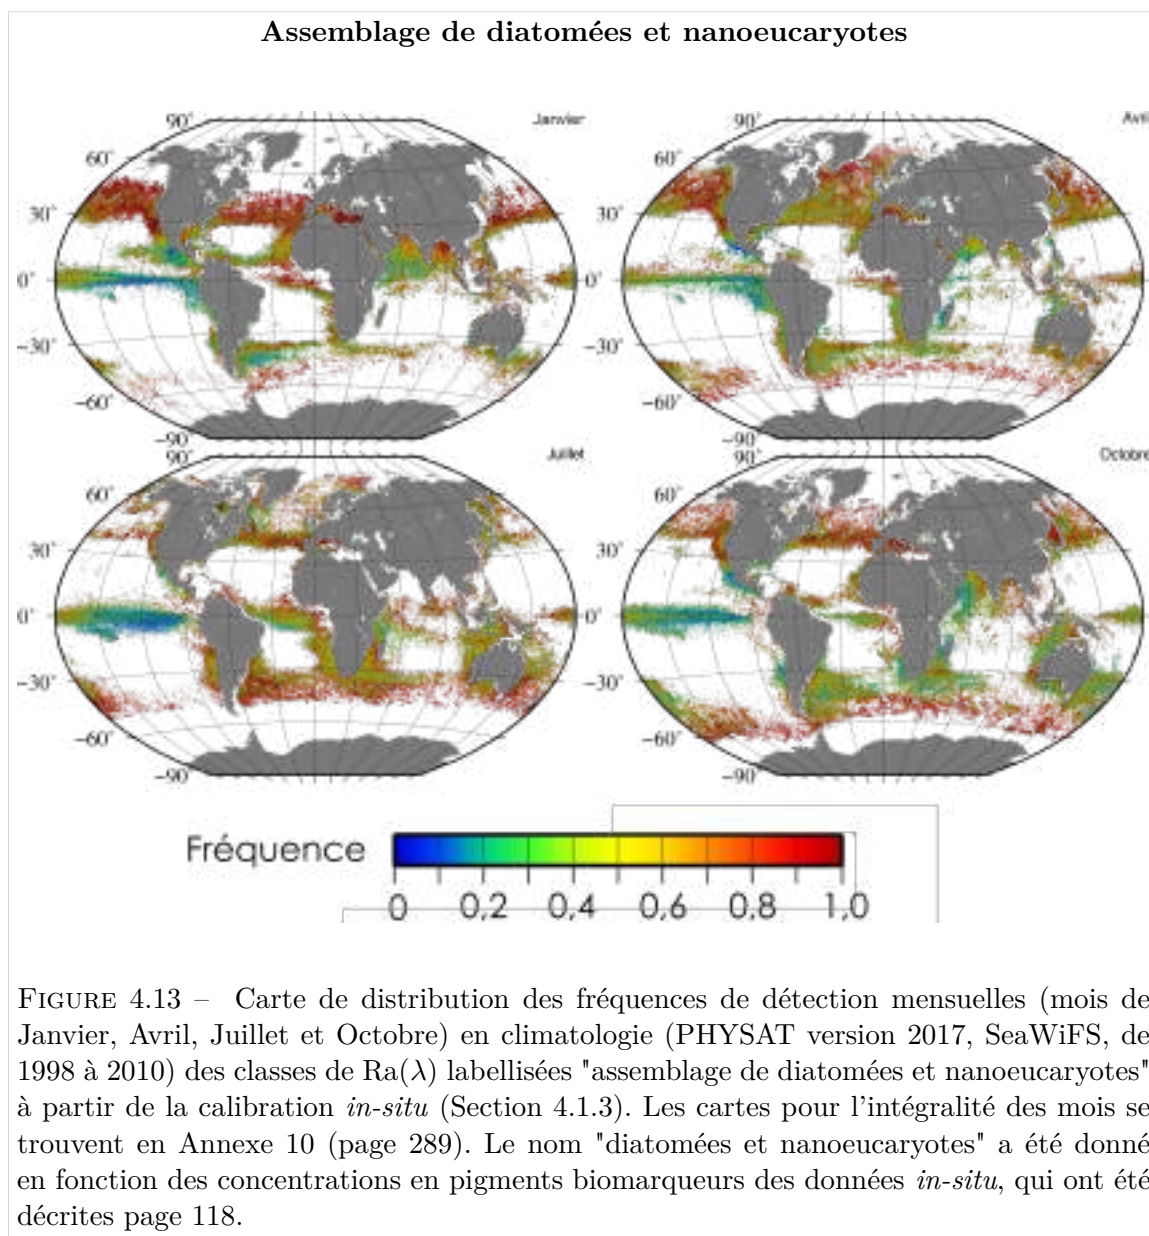 Assemblage de diatomées et nanoeucaryotes
Janvier
Avril
90°
90°
60°
60°
30°
30°
0°
0°
−30°
−30°
−60°
−60°
−90°
−90°
Juillet
Octobre
90°
90°
60°
60°
30°
30°
0°
0°
−30°
−30°
−60°
−60°
−90°
−90°
Fréquence
0 0,2 0,4 0,6 0,8 1,0
FIGURE 4.13 – Carte de distribution des fréquences de détection mensuelles (mois de
Janvier, Avril, Juillet et Octobre) en climatologie (PHYSAT version 2017, SeaWiFS, de
1998 à 2010) des classes de Ra(λ) labellisées "assemblage de diatomées et nanoeucaryotes"
à partir de la calibration in-situ (Section 4.1.3). Les cartes pour l'intégralité des mois se
trouvent en Annexe 10 (page 289). Le nom "diatomées et nanoeucaryotes" a été donné
en fonction des concentrations en pigments biomarqueurs des données in-situ, qui ont été
décrites page 118.